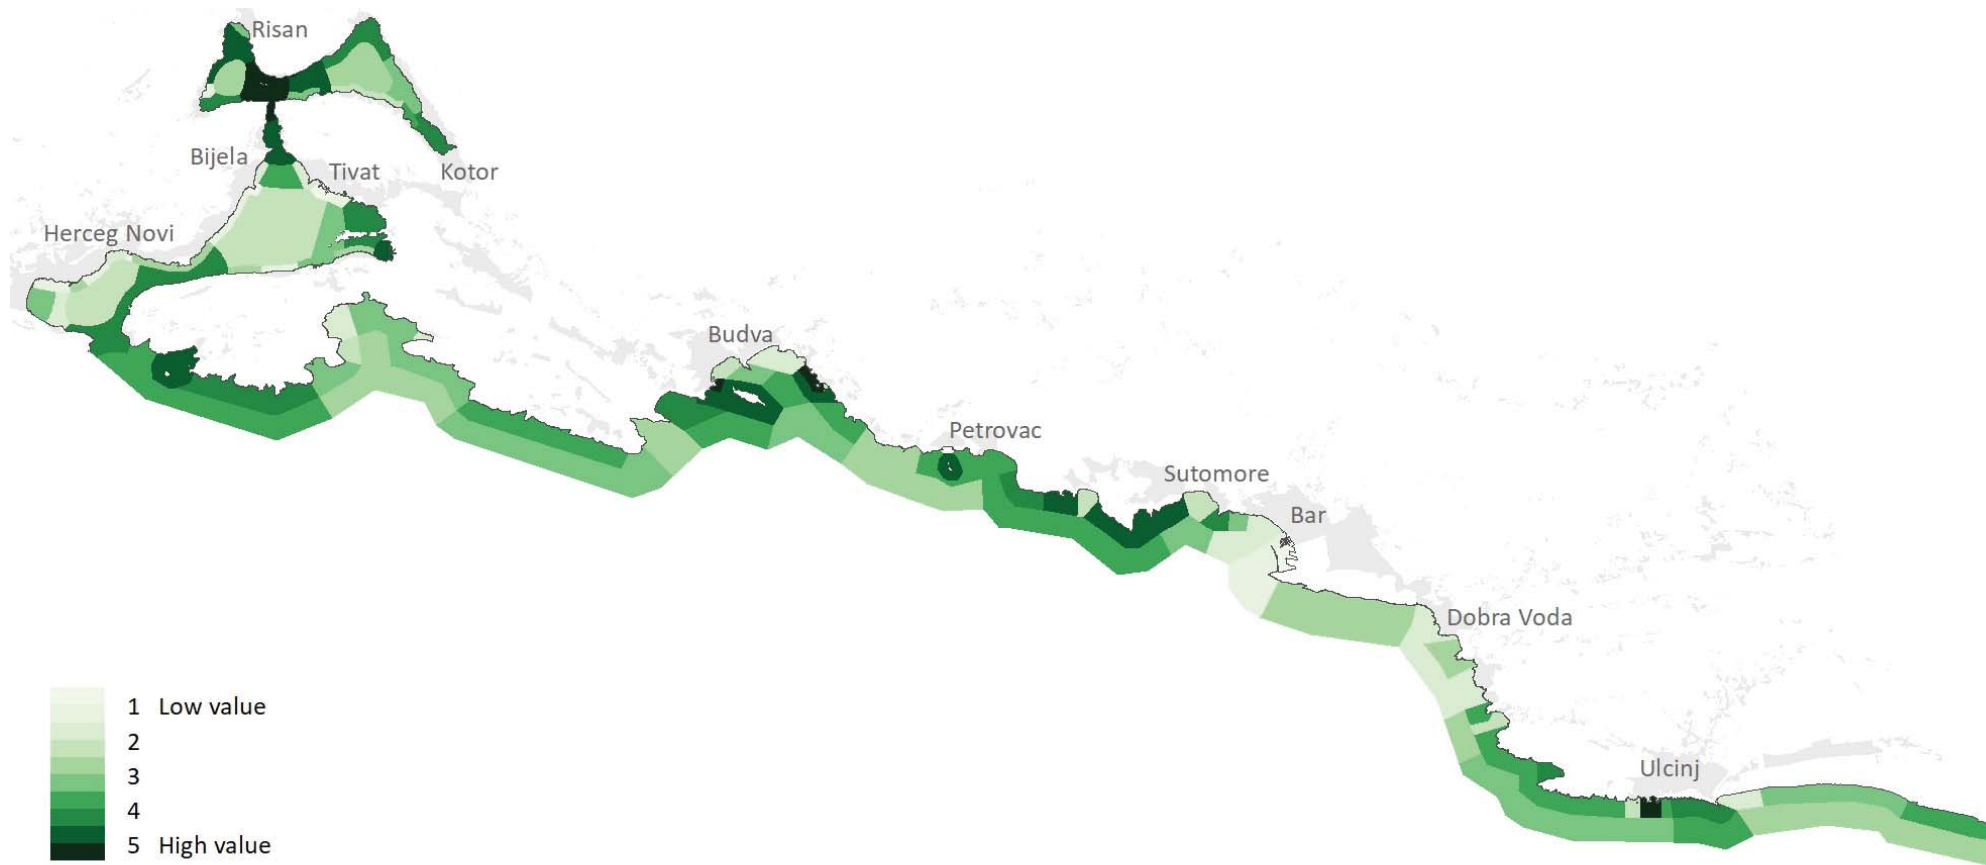 Risan
Bijela
Tivat
Kotor
Herceg Novi
Budva
Petrovac
Sutomore
Bar
Dobra Voda
Ulcinj
1 Low value
2
3
4
5 High value